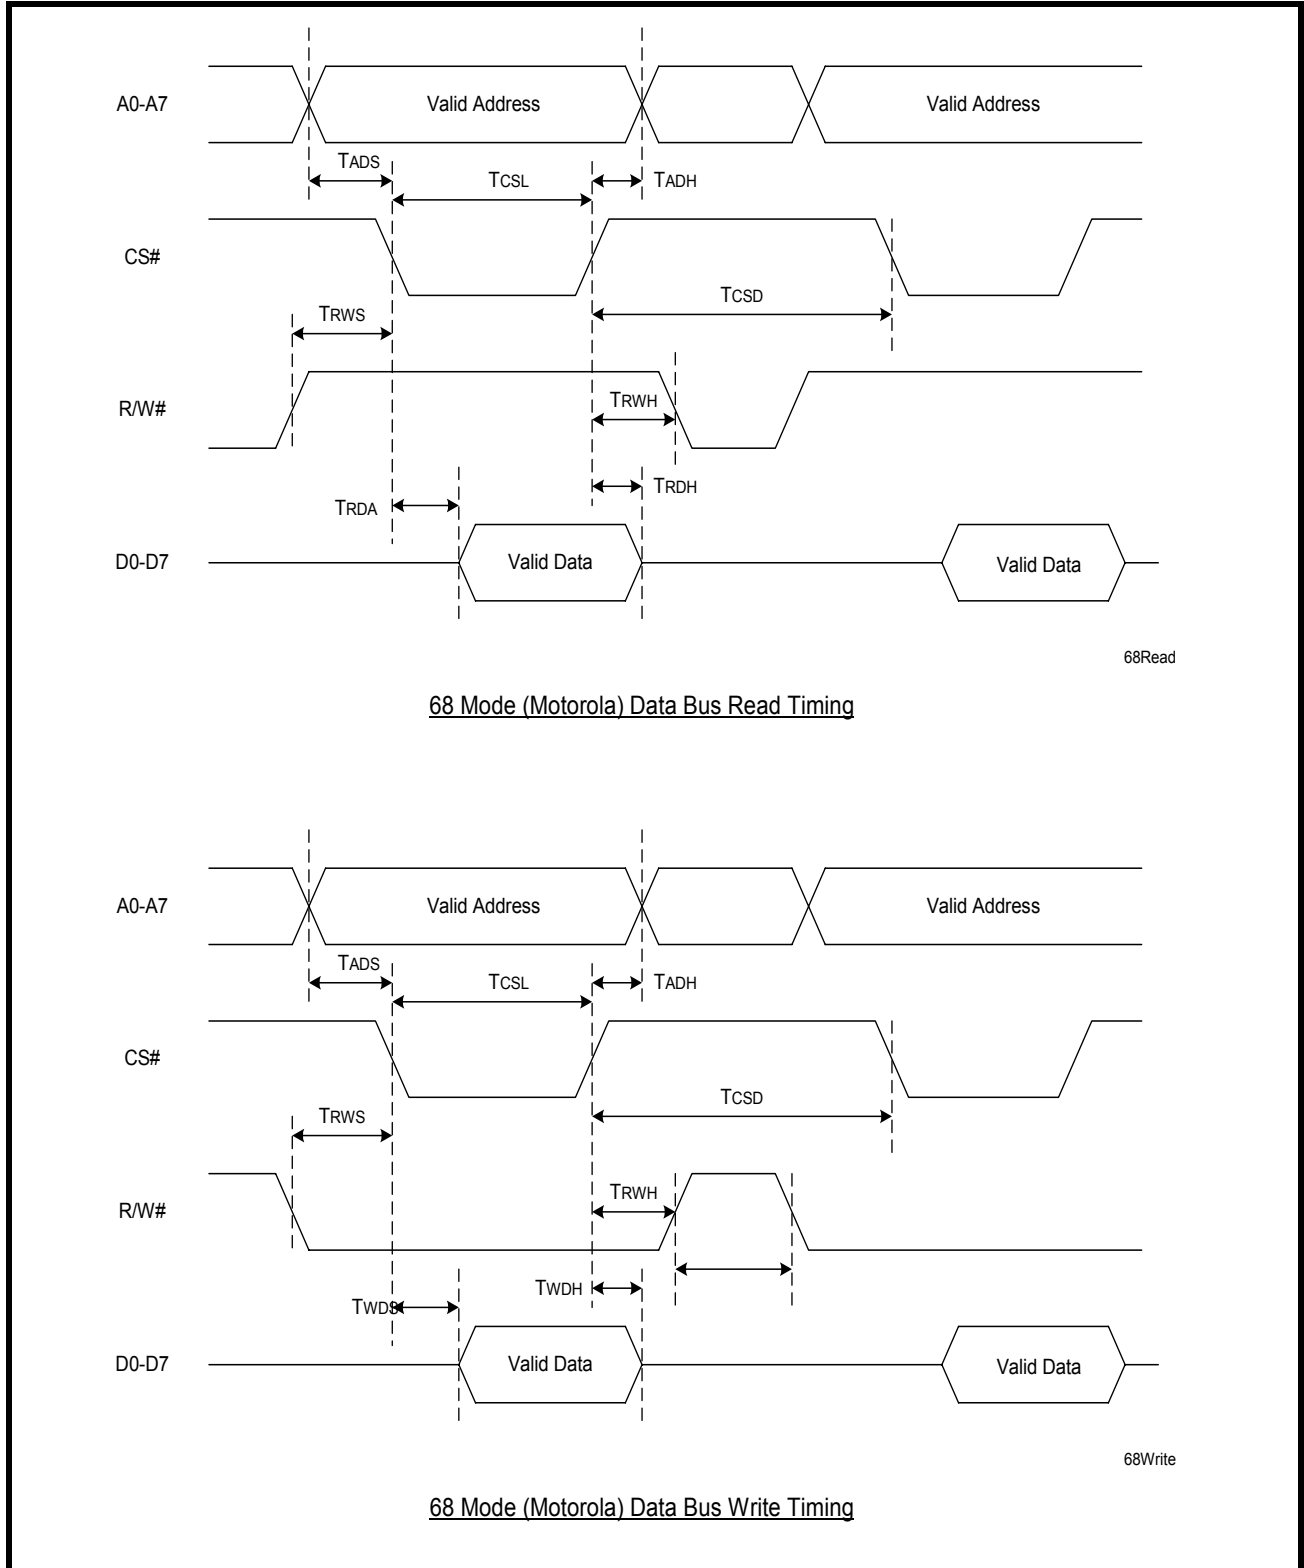 A0-A7
Valid Address
Valid Address
TADS
TCSL
TADH
CS#
TCSD
TRWS
R/W#
TRWH
TRDH
TRDA
D0-D7
Valid Data
Valid Data
68Read
68 Mode (Motorola) Data Bus Read Timing
A0-A7
Valid Address
Valid Address
TADS
TCSL
TADH
CS#
TCSD
TRWS
R/W#
TRWH
TWDH
TWDS
D0-D7
Valid Data
Valid Data
68Write
68 Mode (Motorola) Data Bus Write Timing